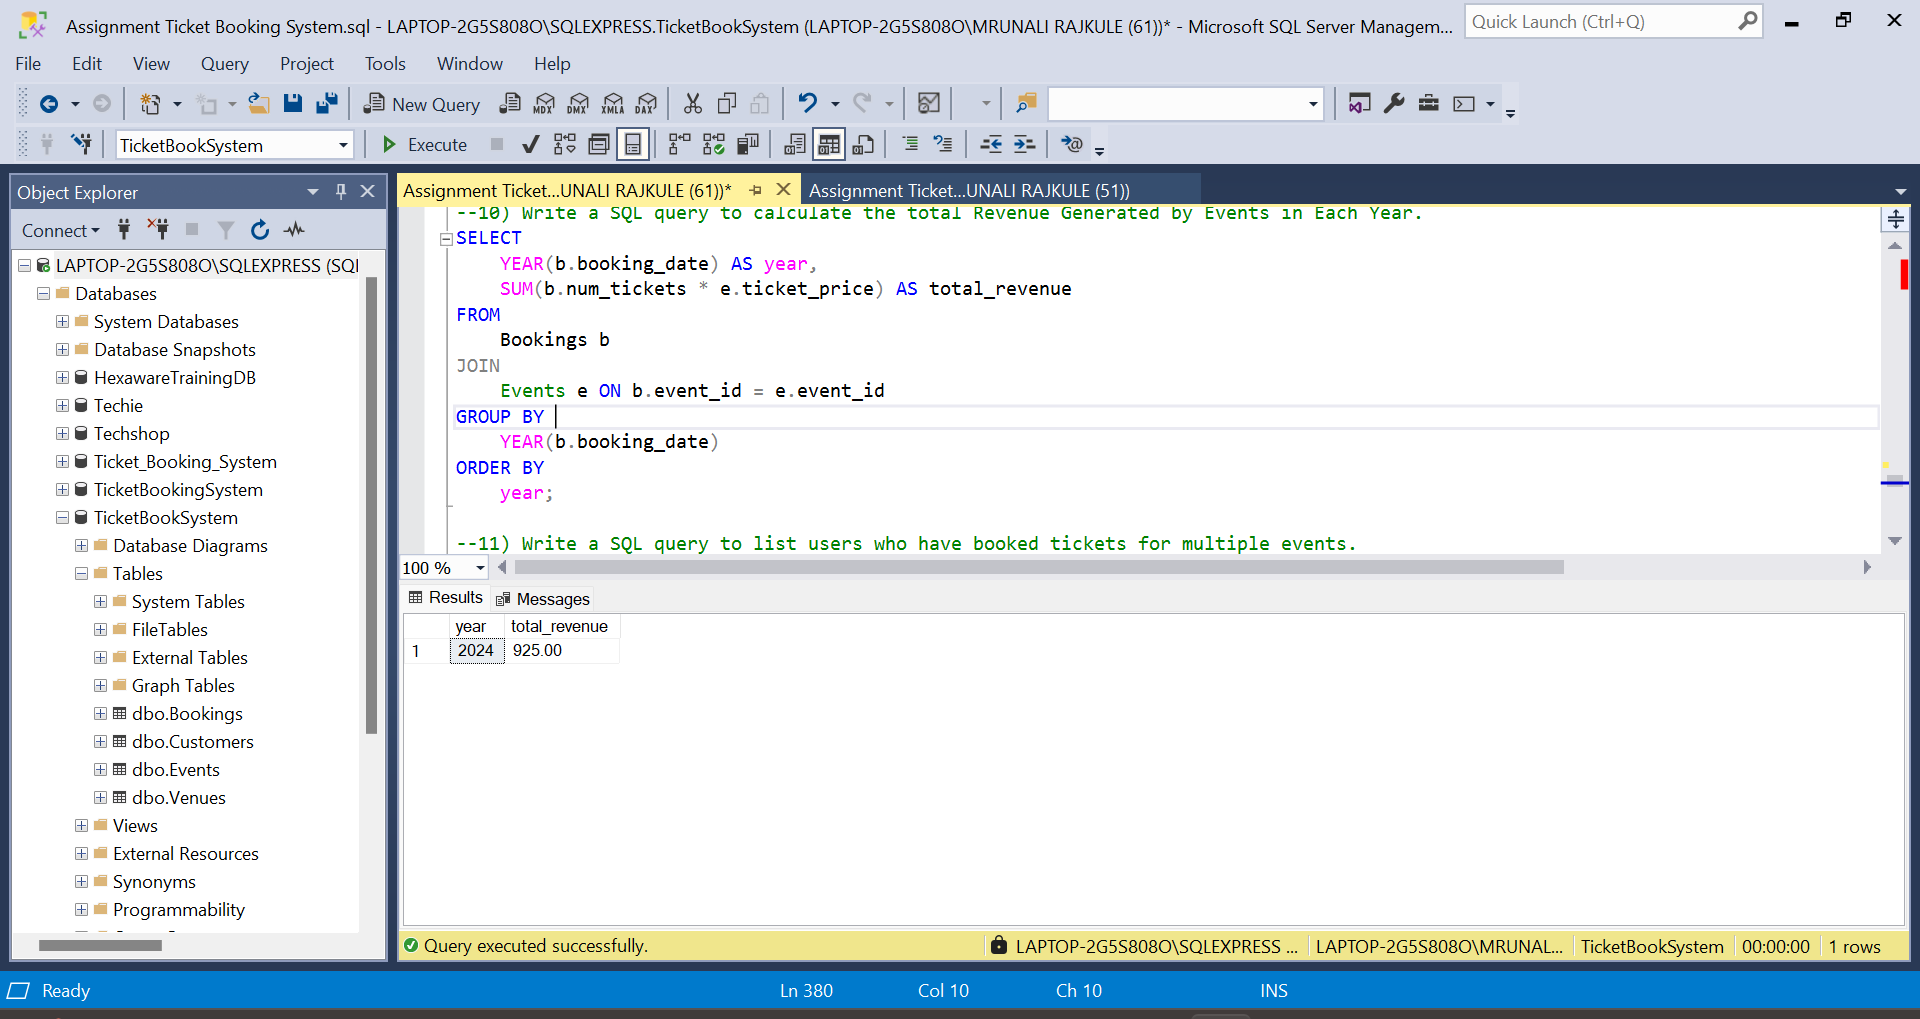 Assignment Ticket Booking System.sql - LAPTOP-2G5S808O\SQLEXPRESS.TicketBookSystem (LAPTOP-2G5S808O\MRUNALI RAJKULE (61))* - Microsoft SQL Server Managem...
Quick Launch (Ctrl+Q)
File Edit View Query Project Tools Window Help
New Query MDX DMX XMLA DAX
TicketBookSystem Execute
Object Explorer
Connect
LAPTOP-2G5S808O\SQLEXPRESS (SQL
Databases
System Databases
Database Snapshots
HexawareTrainingDB
Techie
Techshop
Ticket_Booking_System
TicketBookingSystem
TicketBookSystem
Database Diagrams
Tables
System Tables
FileTables
External Tables
Graph Tables
dbo.Bookings
dbo.Customers
dbo.Events
dbo.Venues
Views
External Resources
Synonyms
Programmability
Assignment Ticket...UNALI RAJKULE (61))*
Assignment Ticket...UNALI RAJKULE (51))
--10) Write a SQL query to calculate the total Revenue Generated by Events in Each Year.
SELECT
YEAR(b.booking_date) AS year,
SUM(b.num_tickets * e.ticket_price) AS total_revenue
FROM
Bookings b
JOIN
Events e ON b.event_id = e.event_id
GROUP BY
YEAR(b.booking_date)
ORDER BY
year;
--11) Write a SQL query to list users who have booked tickets for multiple events.
100 %
Results Messages
year total_revenue
1 2024 925.00
Query executed successfully.
LAPTOP-2G5S808O\SQLEXPRESS ... LAPTOP-2G5S808O\MRUNAL... TicketBookSystem 00:00:00 1 rows
Ready Ln 380 Col 10 Ch 10 INS